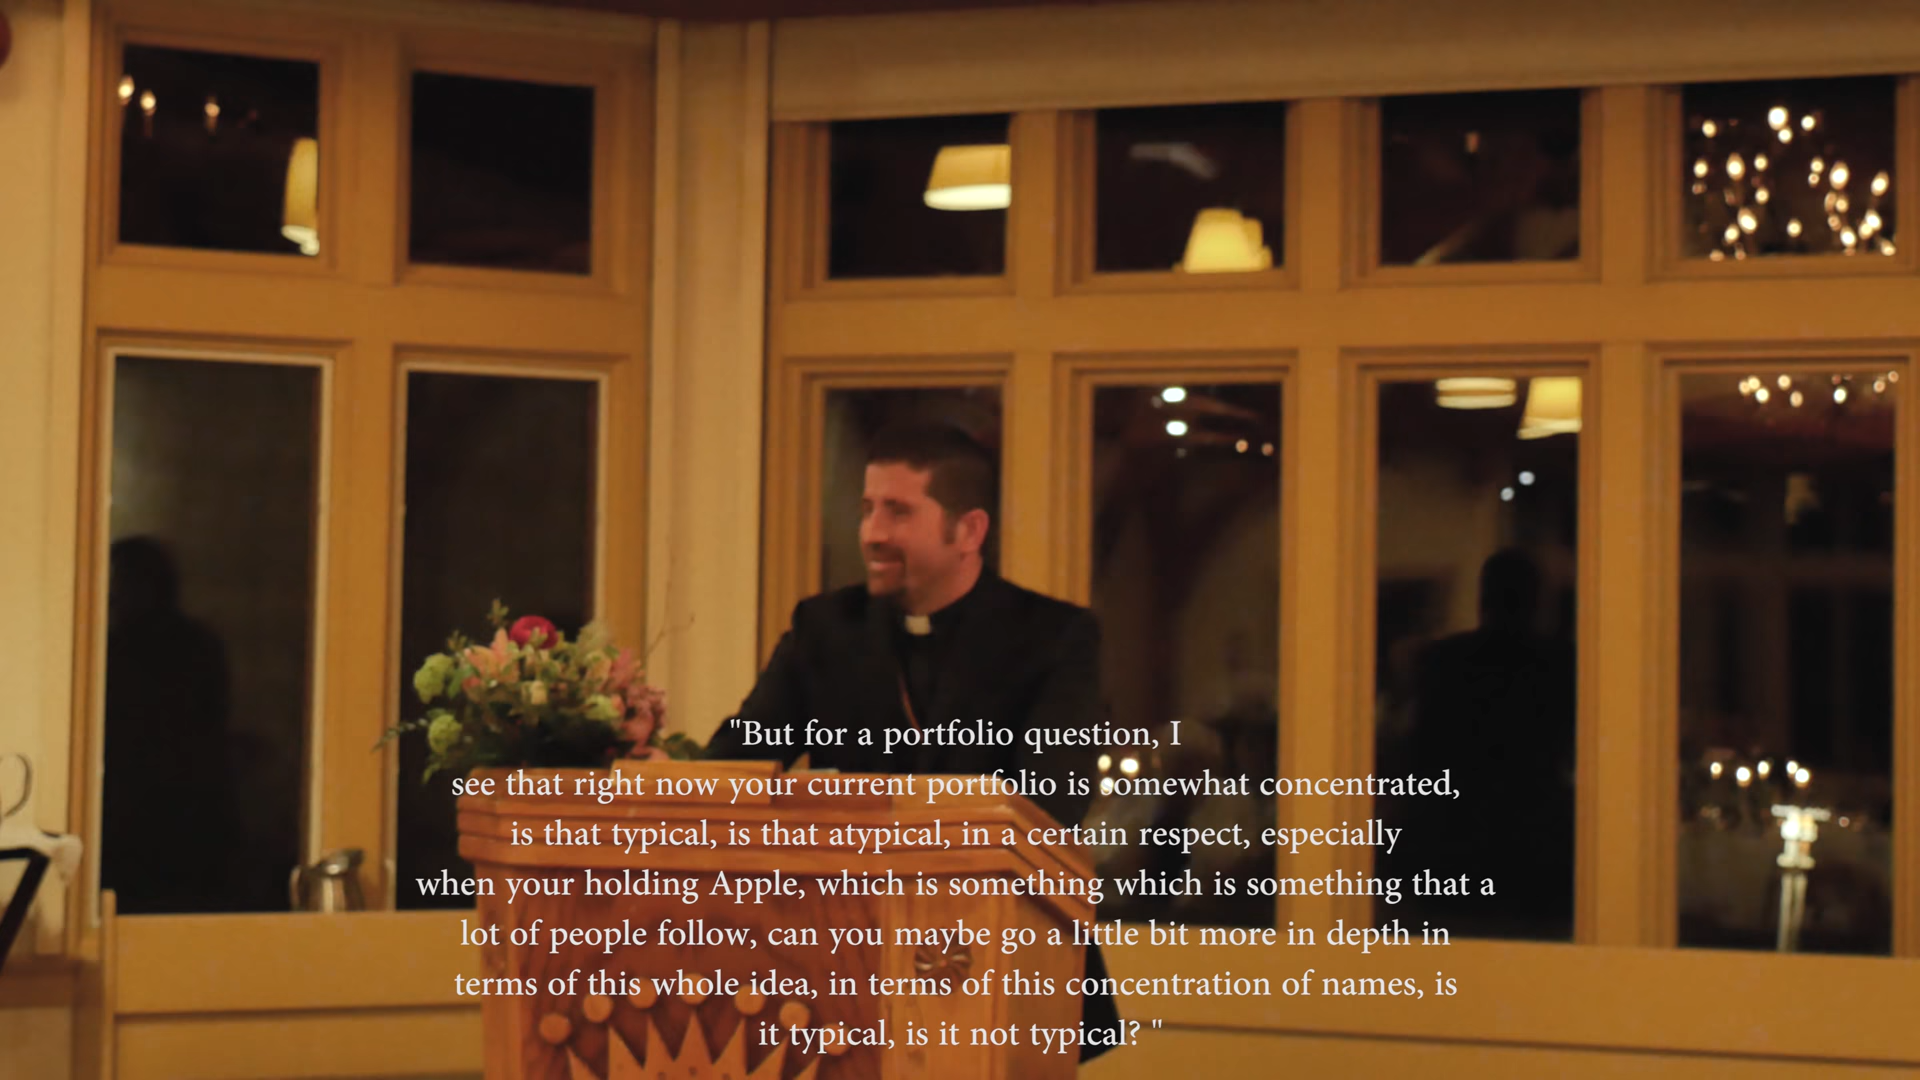 "But for a portfolio question, I
see that right now your current portfolio is somewhat concentrated,
is that typical, is that atypical, in a certain respect, especially
when your holding Apple, which is something which is something that a
lot of people follow, can you maybe go a little bit more in depth in
terms of this whole idea, in terms of this concentration of names, is
it typical, is it not typical? "